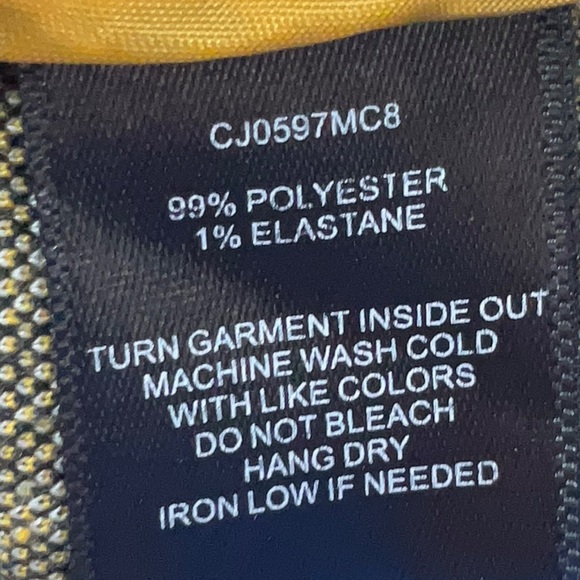 CJ0597MC8
99% POLYESTER
1% ELASTANE
TURN GARMENT INSIDE OUT
MACHINE WASH COLD
WITH LIKE COLORS
DO NOT BLEACH
HANG DRY
IRON LOW IF NEEDED